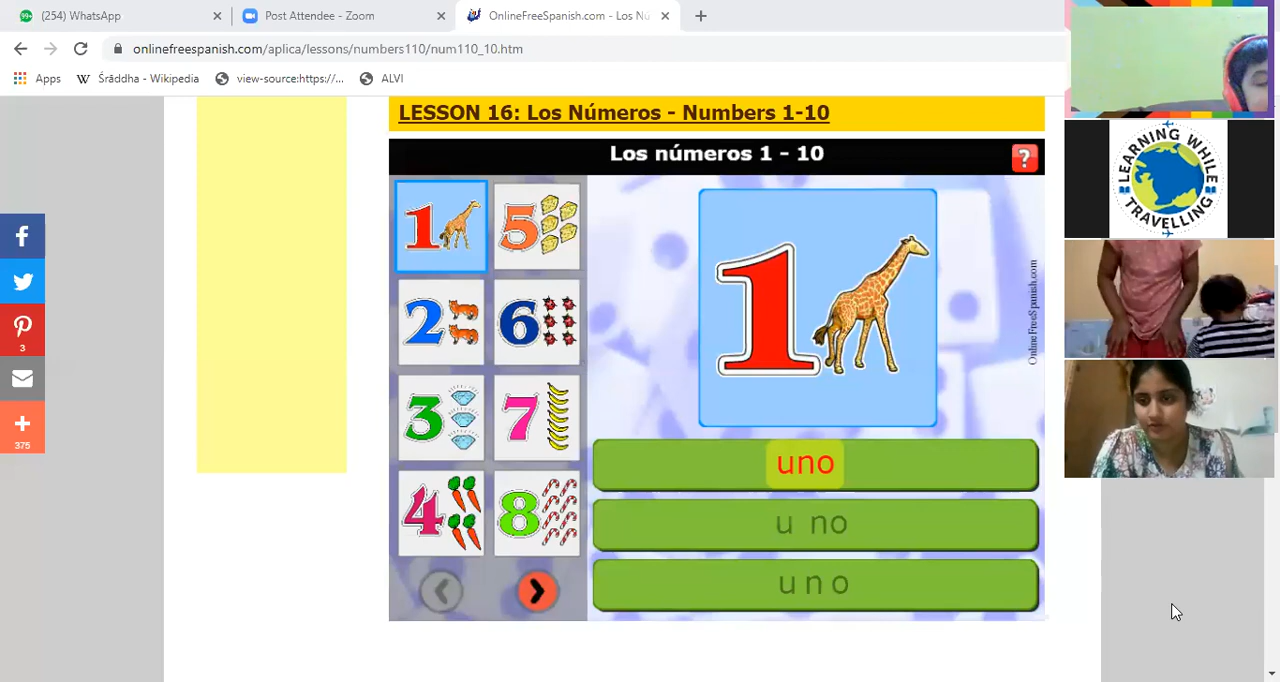 (254) WhatsApp
Post Attendee - Zoom
OnlineFreeSpanish.com - Los Nú
onlinefreespanish.com/aplica/lessons/numbers110/num110_10.htm
Apps
Śrāddha - Wikipedia
view-source:https://...
ALVI
LESSON 16: Los Números - Numbers 1-10
Los números 1 - 10
?
1
5
2
6
3
7
4
8
1
OnlineFreeSpanish.com
uno
u no
u n o
3
375
LEARNING WHILE
TRAVELLING